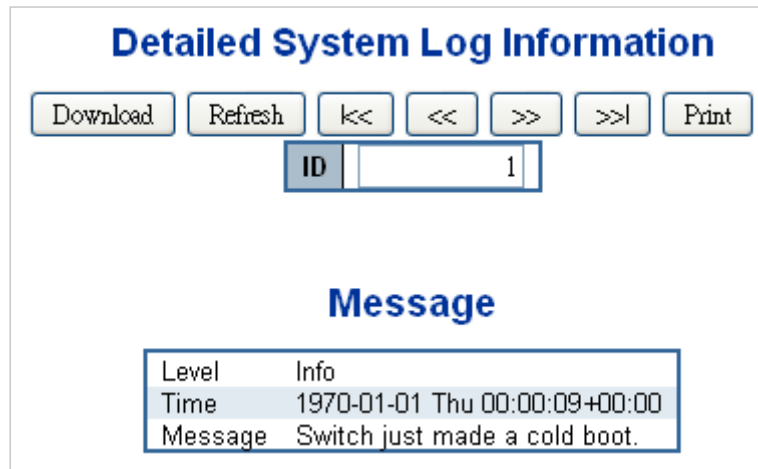 Detailed System Log Information
Download Refresh |<< << >> >>| Print
ID 1
Message
Level Info
Time 1970-01-01 Thu 00:00:09+00:00
Message Switch just made a cold boot.